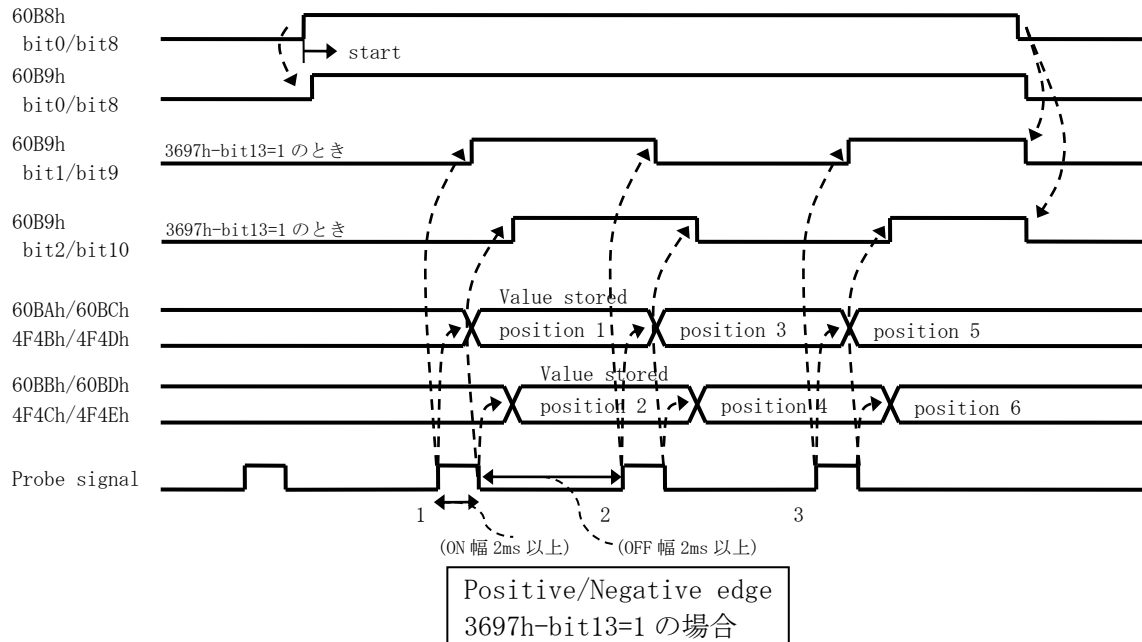 60B8h
bit0/bit8
start
60B9h
bit0/bit8
60B9h
bit1/bit9
3697h-bit13=1 のとき
60B9h
bit2/bit10
3697h-bit13=1 のとき
60BAh/60BCh
4F4Bh/4F4Dh
Value stored
position 1
position 3
position 5
60BBh/60BDh
4F4Ch/4F4Eh
Value stored
position 2
position 4
position 6
Probe signal
1
2
3
(ON 幅 2ms 以上)
(OFF 幅 2ms 以上)
Positive/Negative edge
3697h-bit13=1 の場合